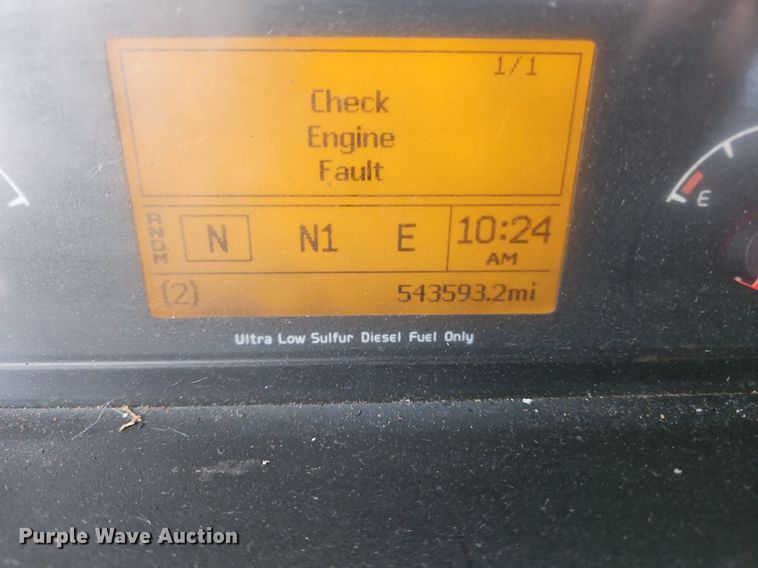 1/1
Check
Engine
Fault
RNDM N N1 E 10:24
AM
(2) 543593.2mi
E
Ultra Low Sulfur Diesel Fuel Only
Purple Wave Auction